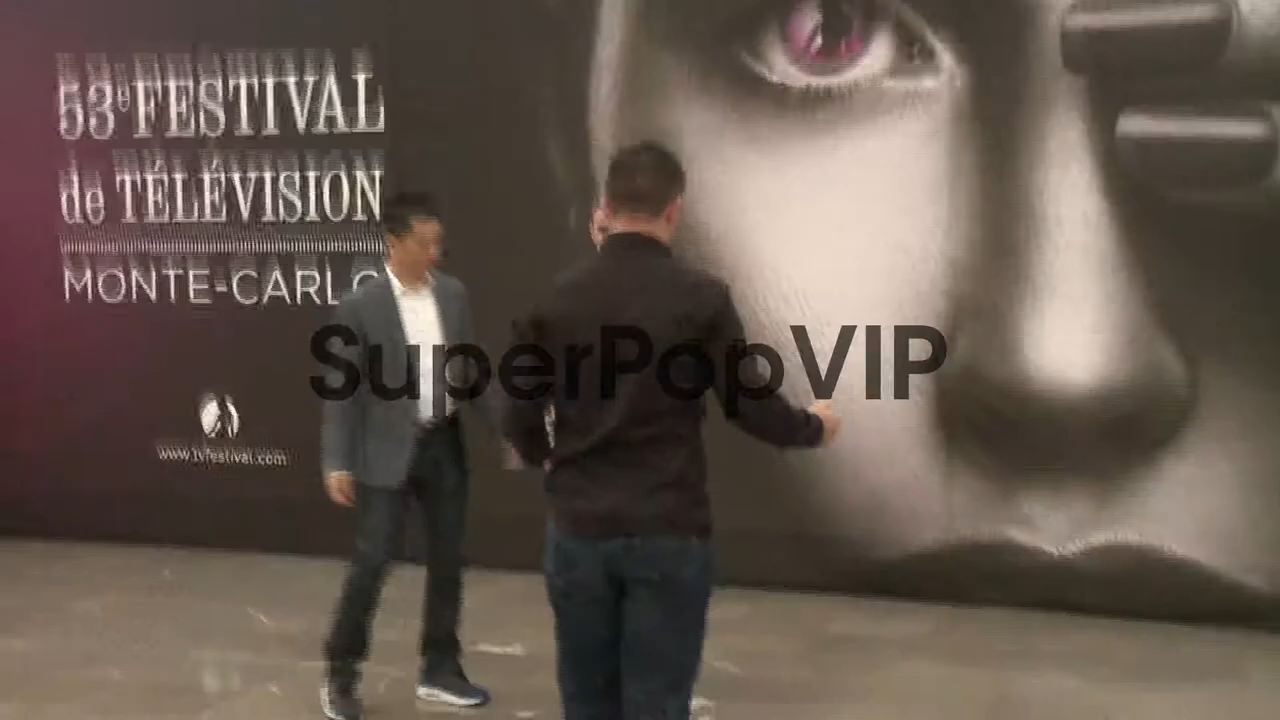 53e FESTIVAL
de TÉLÉVISION
MONTE-CARLO
SuperPopVIP
www.tvfestival.com